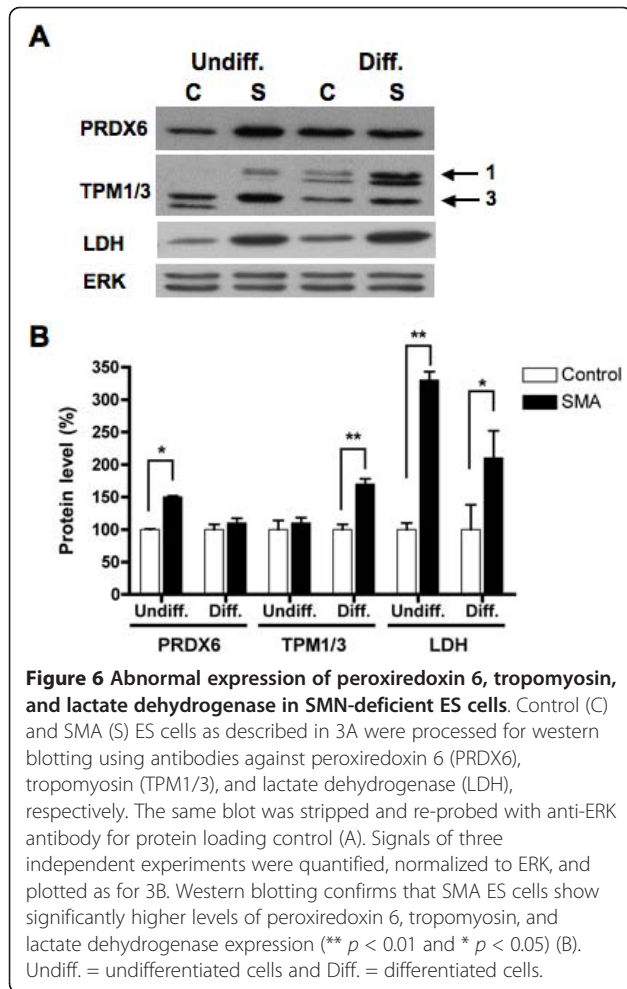 A
Undiff. Diff.
C S C S
PRDX6
TPM1/3
1
3
LDH
ERK
B
Protein level (%)
350
300
250
200
150
100
50
0
* ** ** *
Control
SMA
Undiff. Diff. Undiff. Diff. Undiff. Diff.
PRDX6 TPM1/3 LDH
Figure 6 Abnormal expression of peroxiredoxin 6, tropomyosin,
and lactate dehydrogenase in SMN-deficient ES cells. Control (C)
and SMA (S) ES cells as described in 3A were processed for western
blotting using antibodies against peroxiredoxin 6 (PRDX6),
tropomyosin (TPM1/3), and lactate dehydrogenase (LDH),
respectively. The same blot was stripped and re-probed with anti-ERK
antibody for protein loading control (A). Signals of three
independent experiments were quantified, normalized to ERK, and
plotted as for 3B. Western blotting confirms that SMA ES cells show
significantly higher levels of peroxiredoxin 6, tropomyosin, and
lactate dehydrogenase expression (** p < 0.01 and * p < 0.05) (B).
Undiff. = undifferentiated cells and Diff. = differentiated cells.